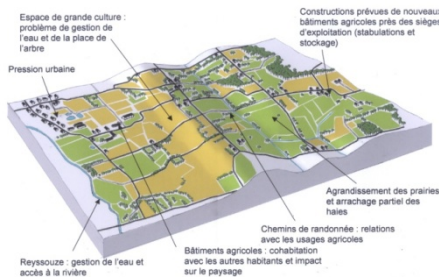 Espace de grande culture :
problème de gestion de
l'eau et de la place de
l'arbre
Constructions prévues de nouveaux
bâtiments agricoles près des sièges
d'exploitation (stabulations et
stockage)
Pression urbaine
Agrandissement des prairies
et arrachage partiel des
haies
Chemins de randonnée : relations
avec les usages agricoles
Reyssouze : gestion de l'eau et
accès à la rivière
Bâtiments agricoles : cohabitation
avec les autres habitants et impact
sur le paysage